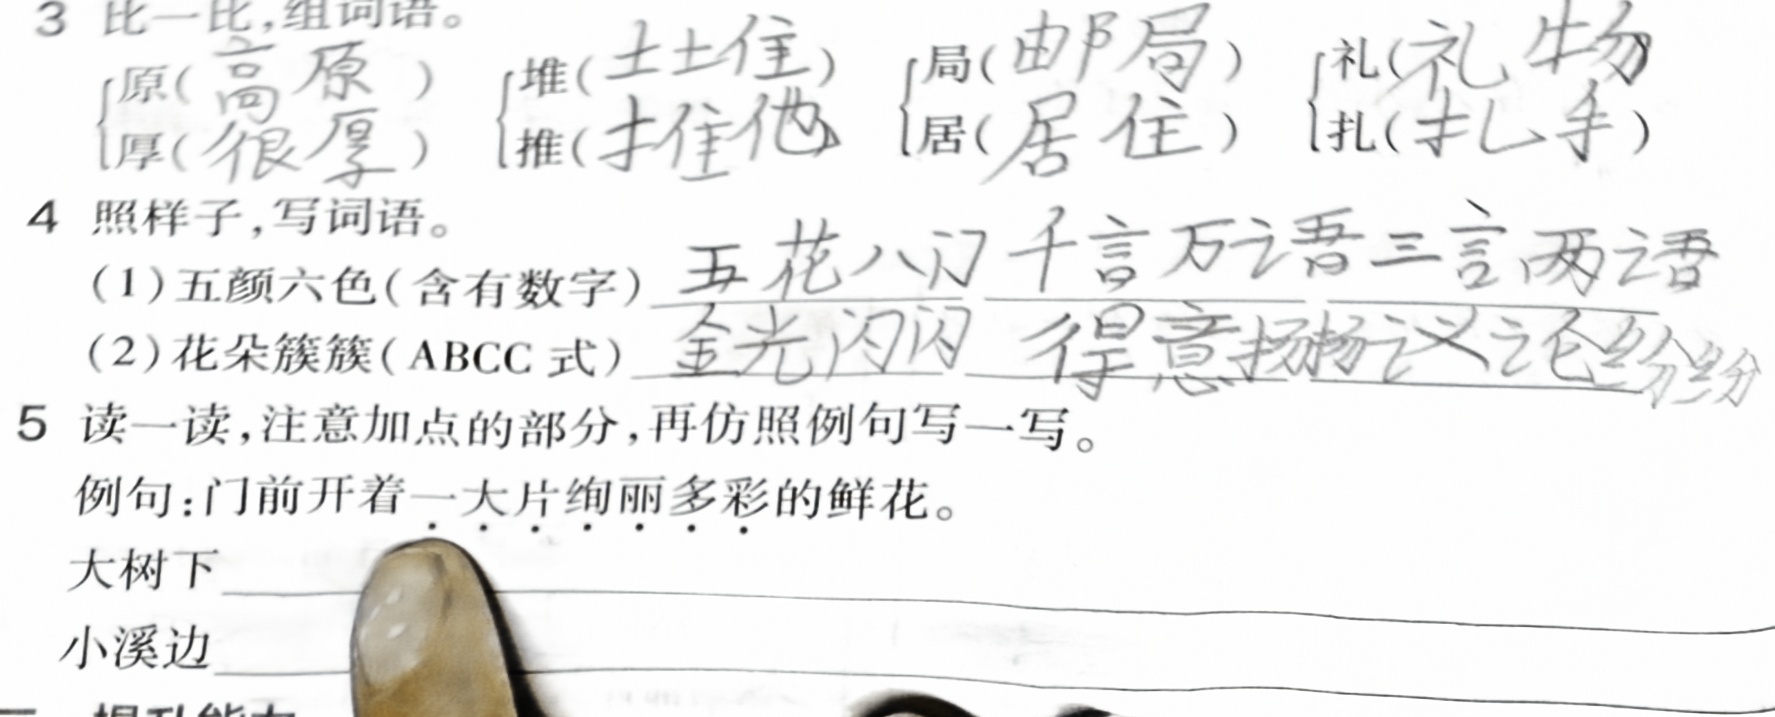 3 比一比,组词语。
原(高原) 堆(土堆) 局(邮局) 礼(礼物)
厚(很厚) 推(推他) 居(居住) 扎(扎手)
4 照样子,写词语。
(1)五颜六色(含有数字) 五花八门 千言万语 三言两语
(2)花朵簇簇(ABCC 式) 金光闪闪 得意扬扬 议论纷纷
5 读一读,注意加点的部分,再仿照例句写一写。
例句:门前开着一大片绚丽多彩的鲜花。
大树下
小溪边